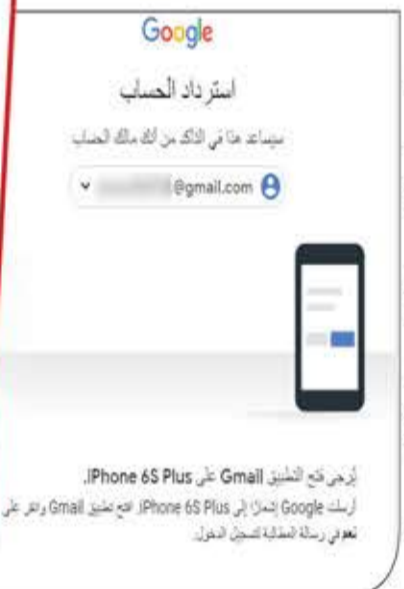 Google
استرداد الحساب
سيساعد هذا في التأكد من أنك مالك الحساب
@gmail.com
يُرجى فتح التطبيق Gmail على iPhone 6S Plus.
أرسلت Google إشعارًا إلى iPhone 6S Plus. افتح تطبيق Gmail وانقر على
نعم في رسالة المطالبة لتسجيل الدخول.